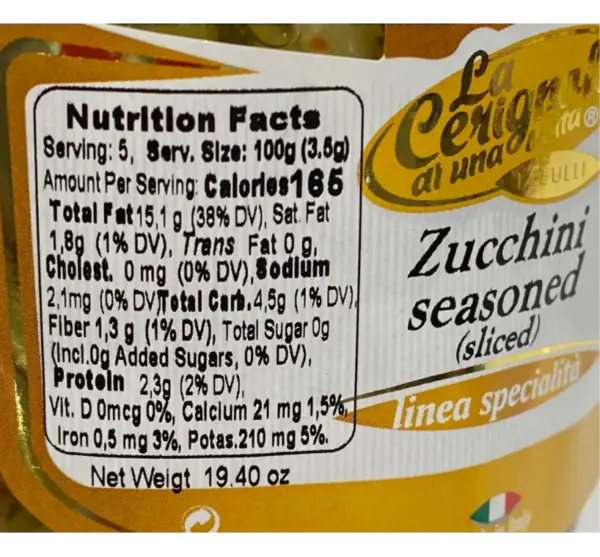 Nutrition Facts
Serving: 5, Serv. Size: 100g (3.5g)
Amount Per Serving: Calories165
Total Fat 15,1 g (38% DV), Sat. Fat
1,8g (1% DV), Trans Fat 0 g,
Cholest. 0 mg (0% DV), Sodium
2,1mg (0% DV)Total Carb. 4,5g (1% DV),
Fiber 1,3 g (1% DV), Total Sugar 0g
(Incl.0g Added Sugars, 0% DV),
Protein 2,3g (2% DV),
Vit. D 0mcg 0%, Calcium 21 mg 1,5%,
Iron 0,5 mg 3%, Potas.210 mg 5%.
Net Weigt 19.40 oz
La
di una
Zucchini
seasoned
(sliced)
linea specialità
in Italy